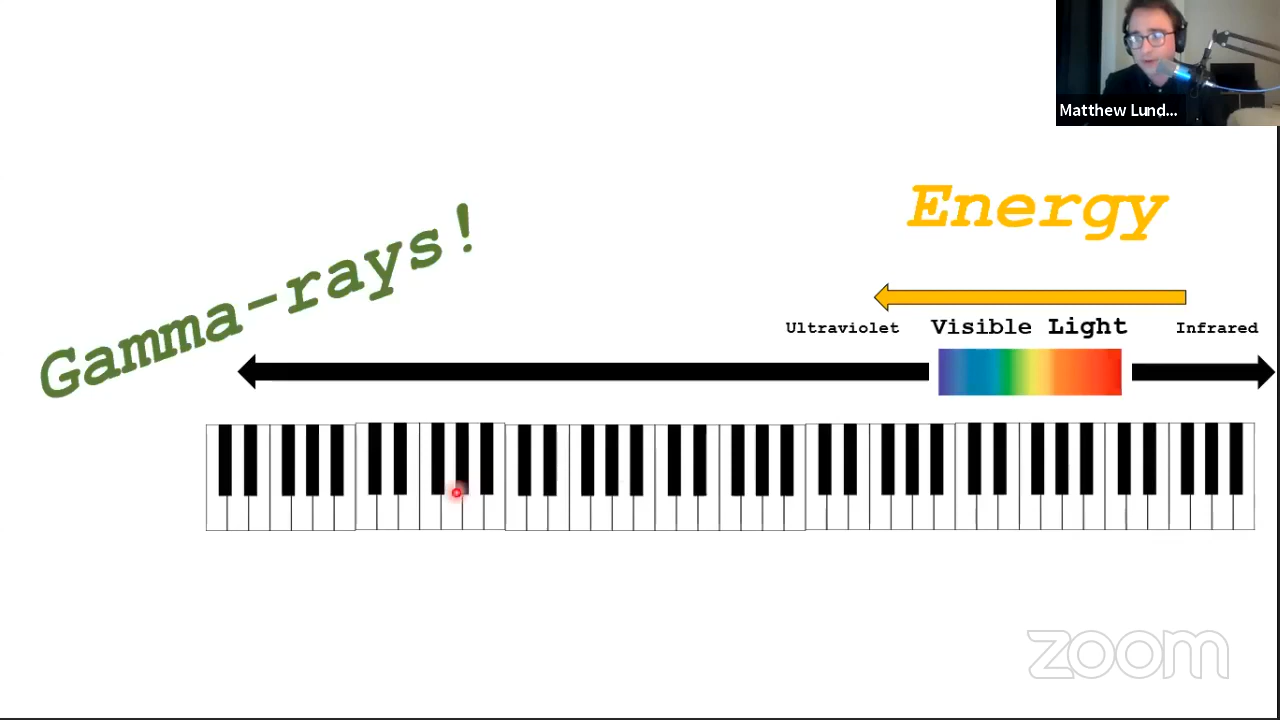 Matthew Lund...
Energy
Gamma-rays!
Ultraviolet
Visible Light
Infrared
zoom